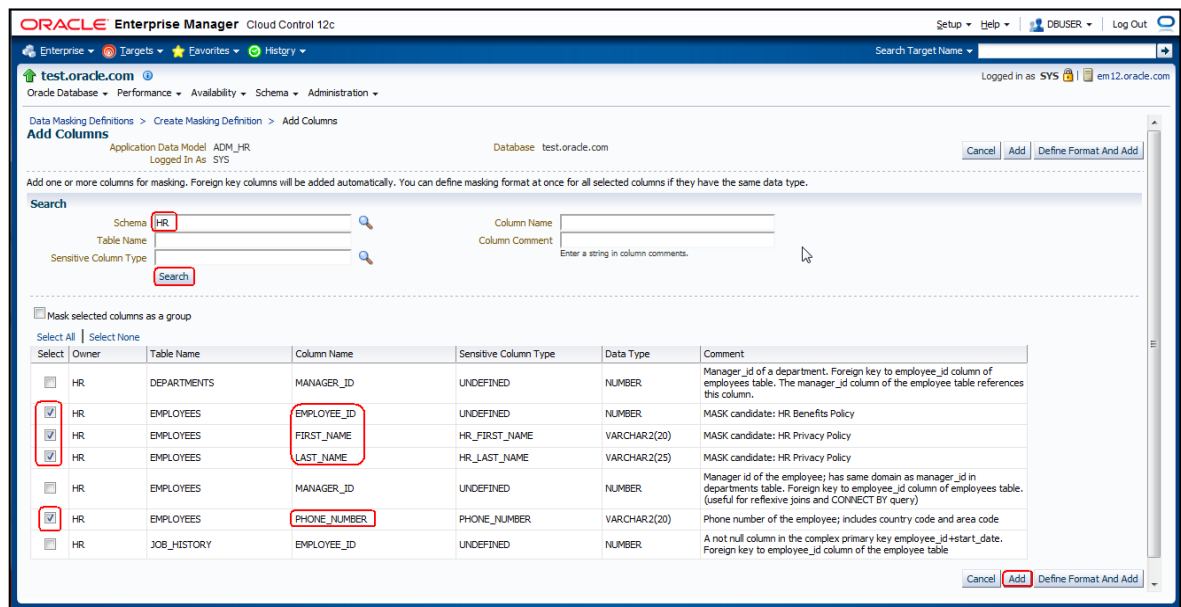 ORACLE Enterprise Manager Cloud Control 12c
Setup Help DBUSER Log Out
Enterprise Targets Favorites History Search Target Name
test.oracle.com Logged in as SYS em12.oracle.com
Oracle Database Performance Availability Schema Administration
Data Masking Definitions > Create Masking Definition > Add Columns
Add Columns
Application Data Model ADM_HR Database test.oracle.com
Logged In As SYS
Cancel Add Define Format And Add
Add one or more columns for masking. Foreign key columns will be added automatically. You can define masking format at once for all selected columns if they have the same data type.
Search
Schema HR Column Name
Table Name Column Comment
Sensitive Column Type Enter a string in column comments.
Search
Mask selected columns as a group
Select All | Select None
Select Owner Table Name Column Name Sensitive Column Type Data Type Comment
HR DEPARTMENTS MANAGER_ID UNDEFINED NUMBER Manager_id of a department. Foreign key to employee_id column of
employees table. The manager_id column of the employee table references
this column.
HR EMPLOYEES EMPLOYEE_ID UNDEFINED NUMBER MASK candidate: HR Benefits Policy
HR EMPLOYEES FIRST_NAME HR_FIRST_NAME VARCHAR2(20) MASK candidate: HR Privacy Policy
HR EMPLOYEES LAST_NAME HR_LAST_NAME VARCHAR2(25) MASK candidate: HR Privacy Policy
HR EMPLOYEES MANAGER_ID UNDEFINED NUMBER Manager id of the employee; has same domain as manager_id in
departments table. Foreign key to employee_id column of employees table.
(useful for reflexive joins and CONNECT BY query)
HR EMPLOYEES PHONE_NUMBER PHONE_NUMBER VARCHAR2(20) Phone number of the employee; includes country code and area code
HR JOB_HISTORY EMPLOYEE_ID UNDEFINED NUMBER A not null column in the complex primary key employee_id+start_date.
Foreign key to employee_id column of the employee table
Cancel Add Define Format And Add